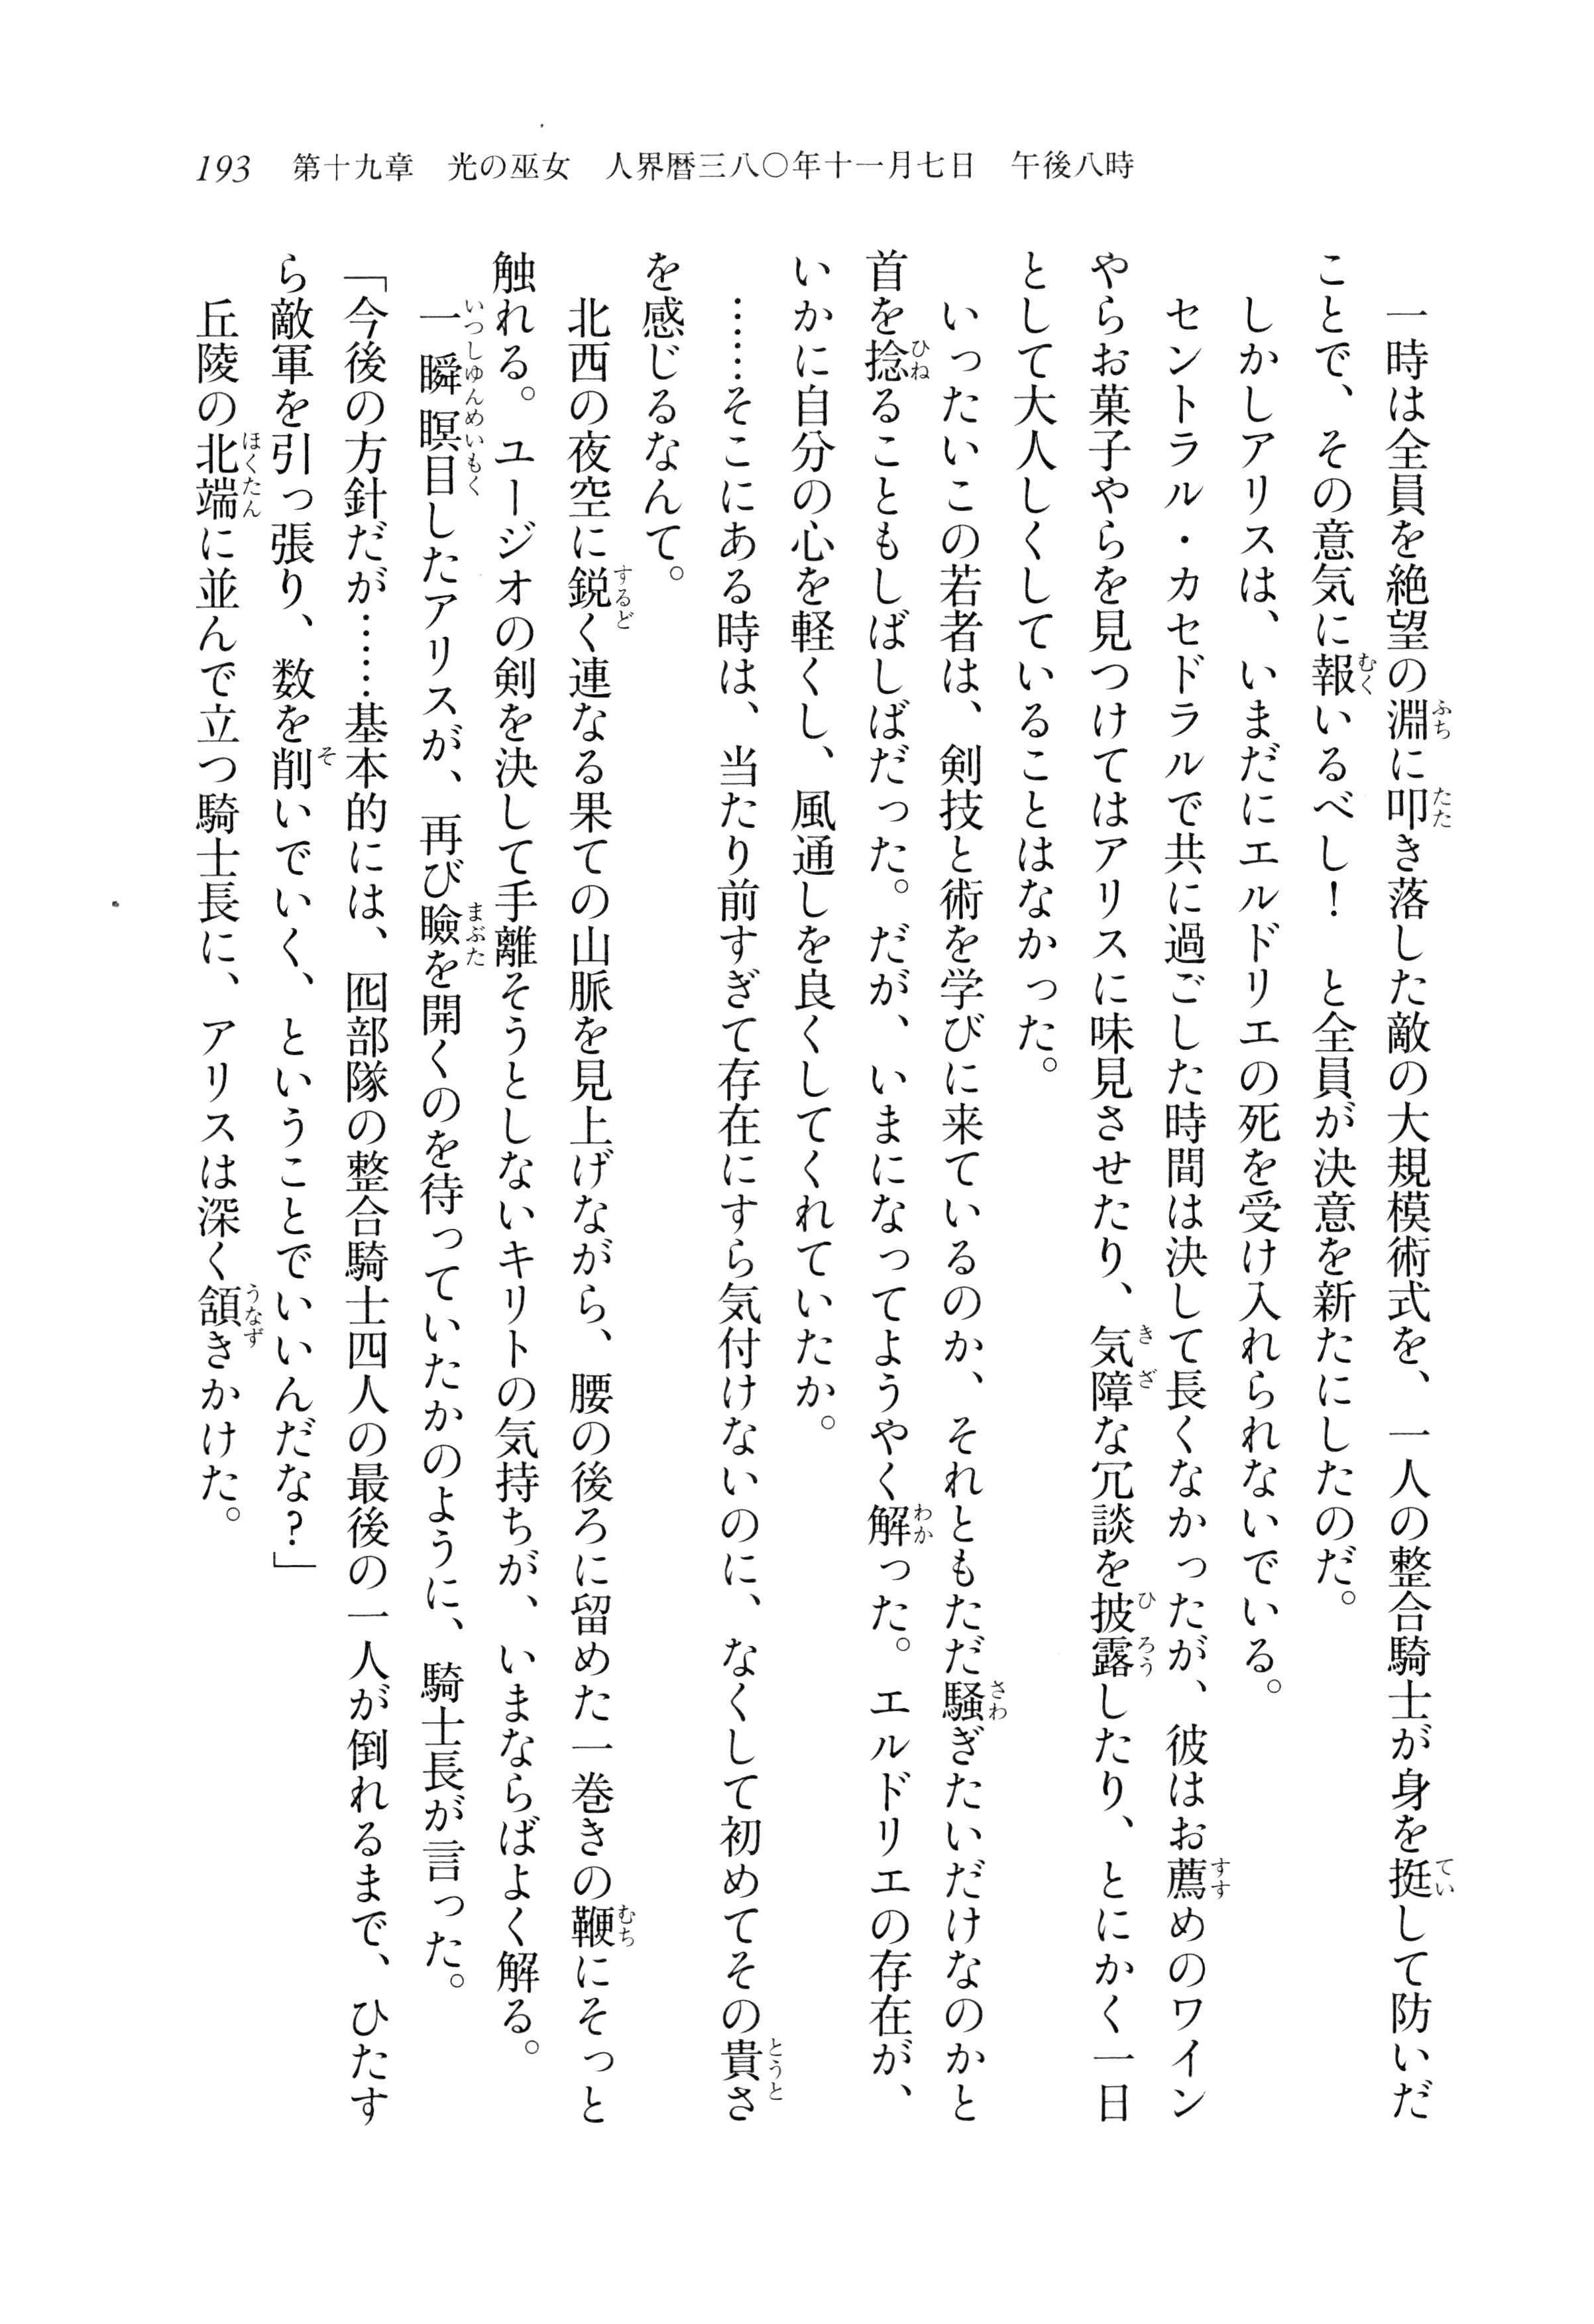 193　第十九章　光の巫女　人界暦三八〇年十一月七日　午後八時
　一時は全員を絶望の淵に叩き落した敵の大規模術式を、一人の整合騎士が身を挺して防いだ
ことで、その意気に報いるべし！　と全員が決意を新たにしたのだ。
　しかしアリスは、いまだにエルドリエの死を受け入れられないでいる。
　セントラル・カセドラルで共に過ごした時間は決して長くなかったが、彼はお薦めのワイン
やらお菓子やらを見つけてはアリスに味見させたり、気障な冗談を披露したり、とにかく一日
として大人しくしていることはなかった。
　いったいこの若者は、剣技と術を学びに来ているのか、それともただ騒ぎたいだけなのかと
首を捻ることもしばしばだった。だが、いまになってようやく解った。エルドリエの存在が、
いかに自分の心を軽くし、風通しを良くしてくれていたか。
　……そこにある時は、当たり前すぎて存在にすら気付けないのに、なくして初めてその貴さ
を感じるなんて。
　北西の夜空に鋭く連なる果ての山脈を見上げながら、腰の後ろに留めた一巻きの鞭にそっと
触れる。ユージオの剣を決して手離そうとしないキリトの気持ちが、いまならばよく解る。
　一瞬瞑目したアリスが、再び瞼を開くのを待っていたかのように、騎士長が言った。
「今後の方針だが……基本的には、囮部隊の整合騎士四人の最後の一人が倒れるまで、ひたす
ら敵軍を引っ張り、数を削いでいく、ということでいいんだな？」
　丘陵の北端に並んで立つ騎士長に、アリスは深く頷きかけた。